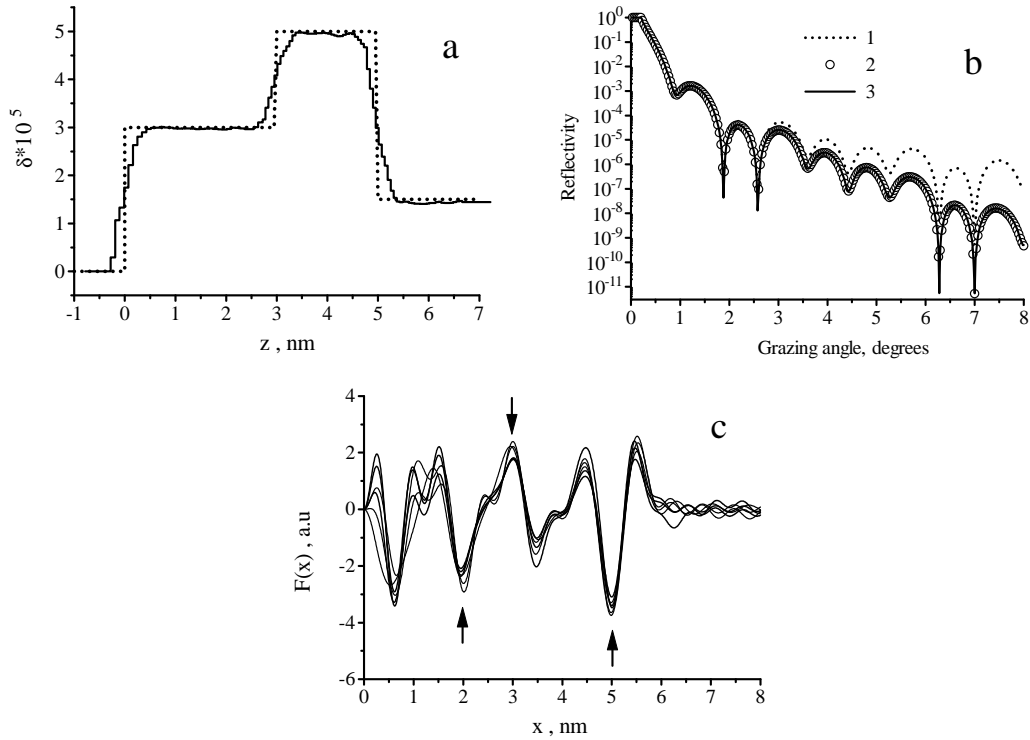 a
δ*10^5
5
4
3
2
1
0
-1 0 1 2 3 4 5 6 7
z , nm
b
1
2
3
Reflectivity
10^0
10^-1
10^-2
10^-3
10^-4
10^-5
10^-6
10^-7
10^-8
10^-9
10^-10
10^-11
0 1 2 3 4 5 6 7 8
Grazing angle, degrees
c
F(x) , a.u
4
2
0
-2
-4
-6
0 1 2 3 4 5 6 7 8
x , nm